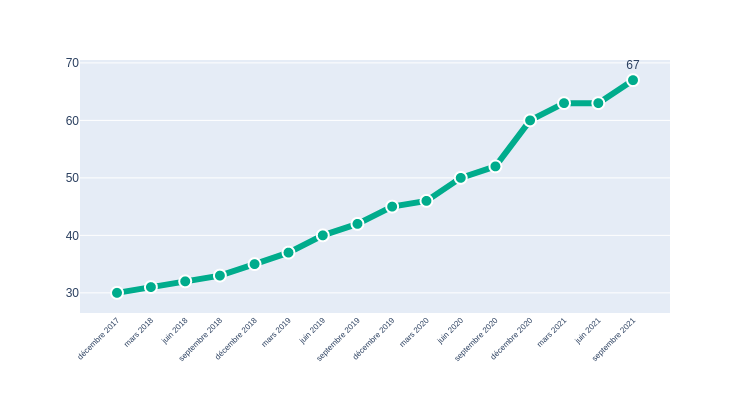 67
70
60
50
40
30
décembre 2017
mars 2018
juin 2018
septembre 2018
décembre 2018
mars 2019
juin 2019
septembre 2019
décembre 2019
mars 2020
juin 2020
septembre 2020
décembre 2020
mars 2021
juin 2021
septembre 2021